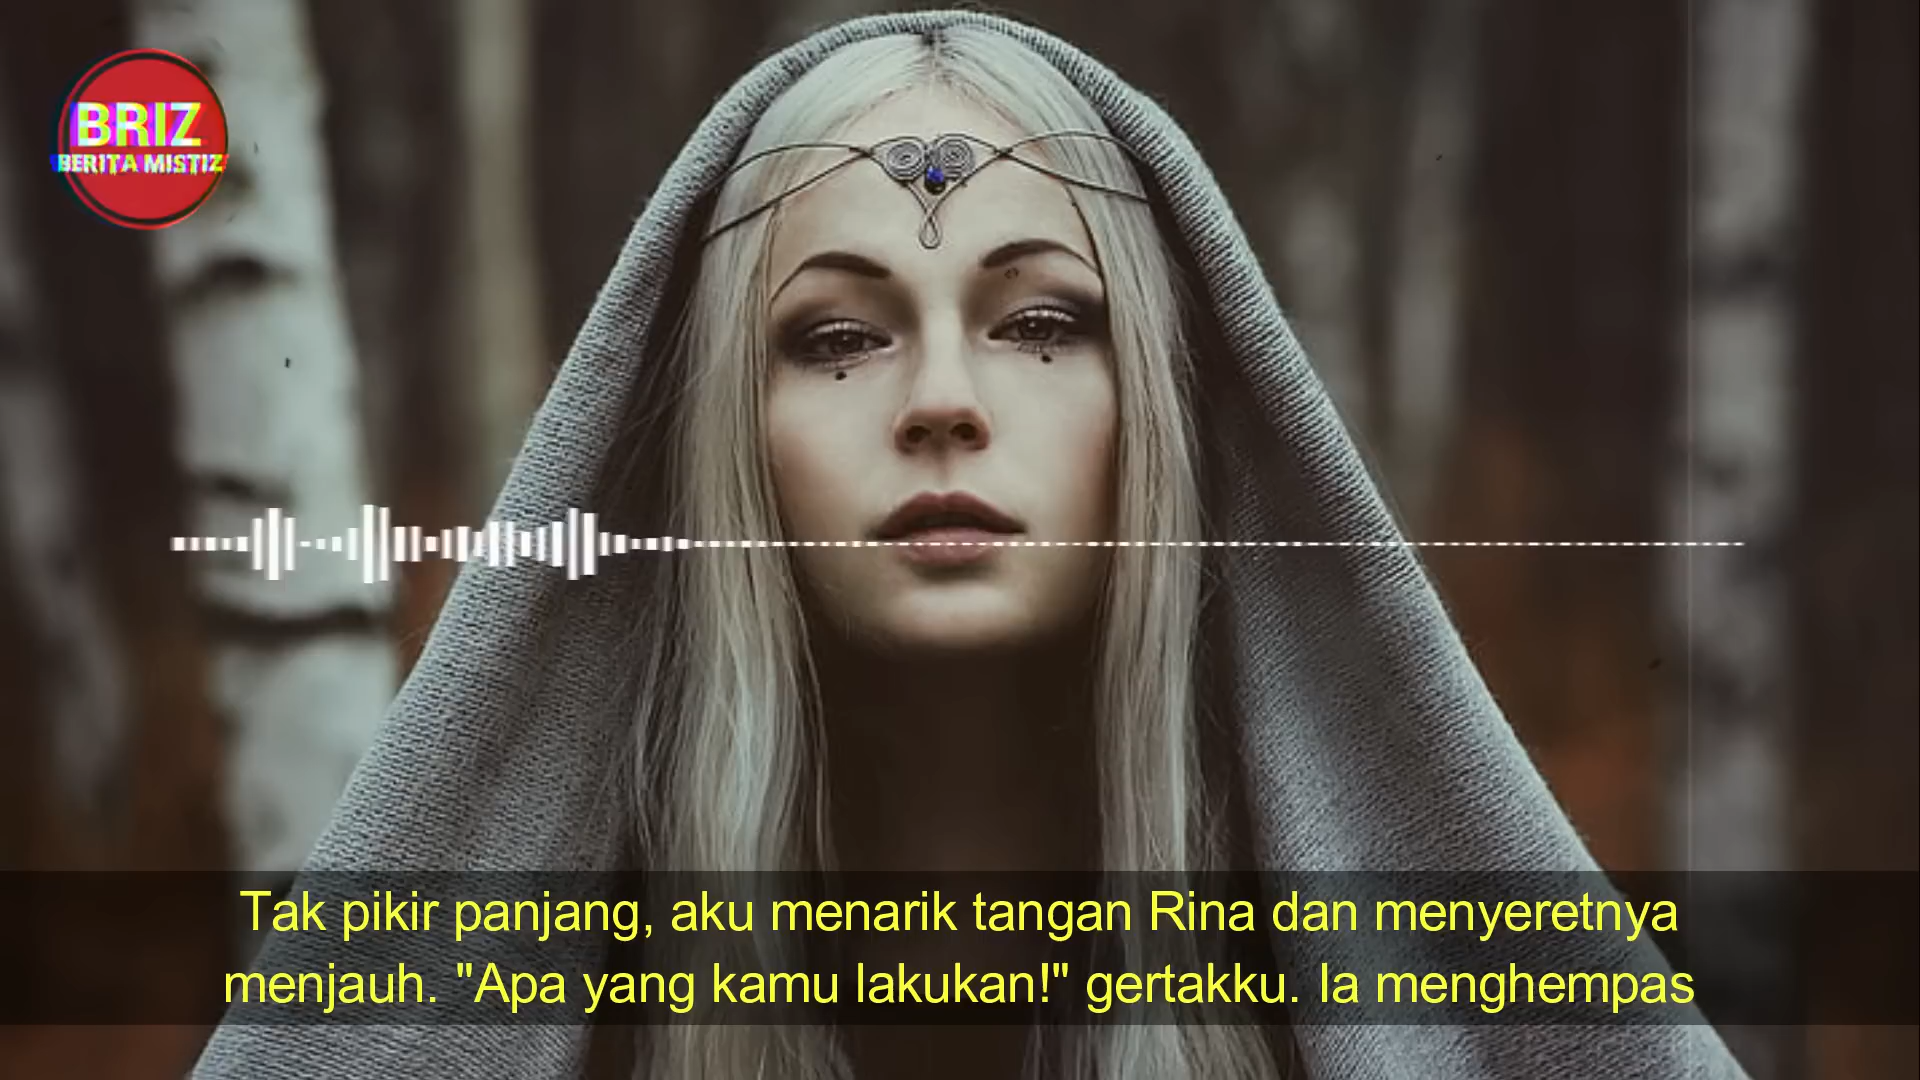 BRIZ
BERITA MISTIZ
Tak pikir panjang, aku menarik tangan Rina dan menyeretnya
menjauh. "Apa yang kamu lakukan!" gertakku. Ia menghempas